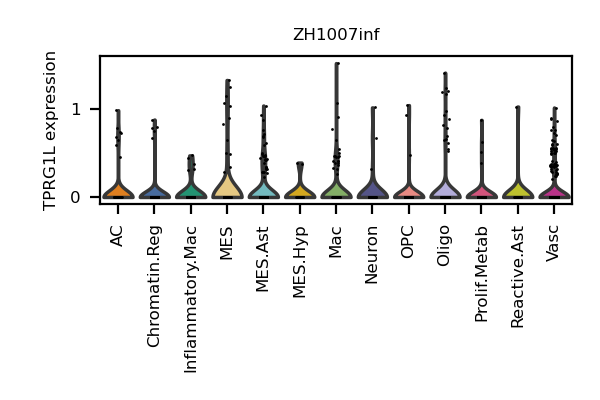 ZH1007inf
TPRG1L expression
1
0
AC
Chromatin.Reg
Inflammatory.Mac
MES
MES.Ast
MES.Hyp
Mac
Neuron
OPC
Oligo
Prolif.Metab
Reactive.Ast
Vasc